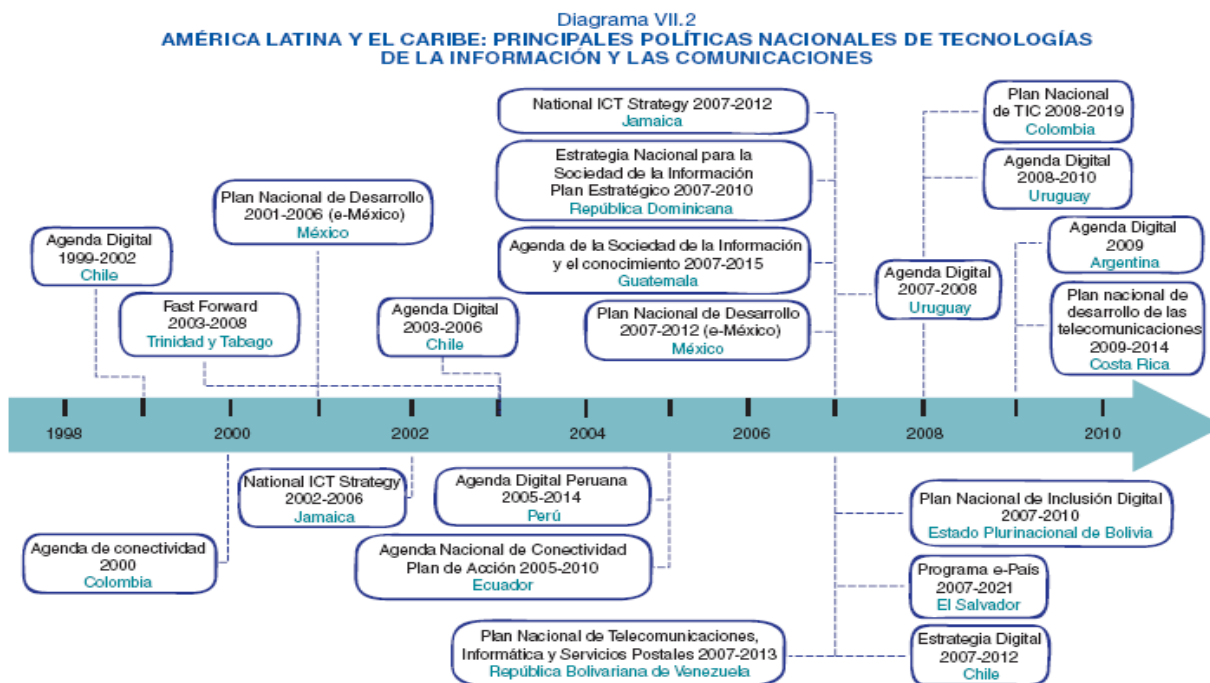 Diagrama VII.2
AMÉRICA LATINA Y EL CARIBE: PRINCIPALES POLÍTICAS NACIONALES DE TECNOLOGÍAS
DE LA INFORMACIÓN Y LAS COMUNICACIONES
Agenda Digital
1999-2002
Chile
Fast Forward
2003-2008
Trinidad y Tabago
Plan Nacional de Desarrollo
2001-2006 (e-México)
México
Agenda Digital
2003-2006
Chile
National ICT Strategy 2007-2012
Jamaica
Estrategia Nacional para la
Sociedad de la Información
Plan Estratégico 2007-2010
República Dominicana
Agenda de la Sociedad de la Información
y el conocimiento 2007-2015
Guatemala
Plan Nacional de Desarrollo
2007-2012 (e-México)
México
Agenda Digital
2007-2008
Uruguay
Plan Nacional
de TIC 2008-2019
Colombia
Agenda Digital
2008-2010
Uruguay
Agenda Digital
2009
Argentina
Plan nacional de
desarrollo de las
telecomunicaciones
2009-2014
Costa Rica
1998 2000 2002 2004 2006 2008 2010
Agenda de conectividad
2000
Colombia
National ICT Strategy
2002-2006
Jamaica
Agenda Digital Peruana
2005-2014
Perú
Agenda Nacional de Conectividad
Plan de Acción 2005-2010
Ecuador
Plan Nacional de Telecomunicaciones,
Informática y Servicios Postales 2007-2013
República Bolivariana de Venezuela
Plan Nacional de Inclusión Digital
2007-2010
Estado Plurinacional de Bolivia
Programa e-País
2007-2021
El Salvador
Estrategia Digital
2007-2012
Chile